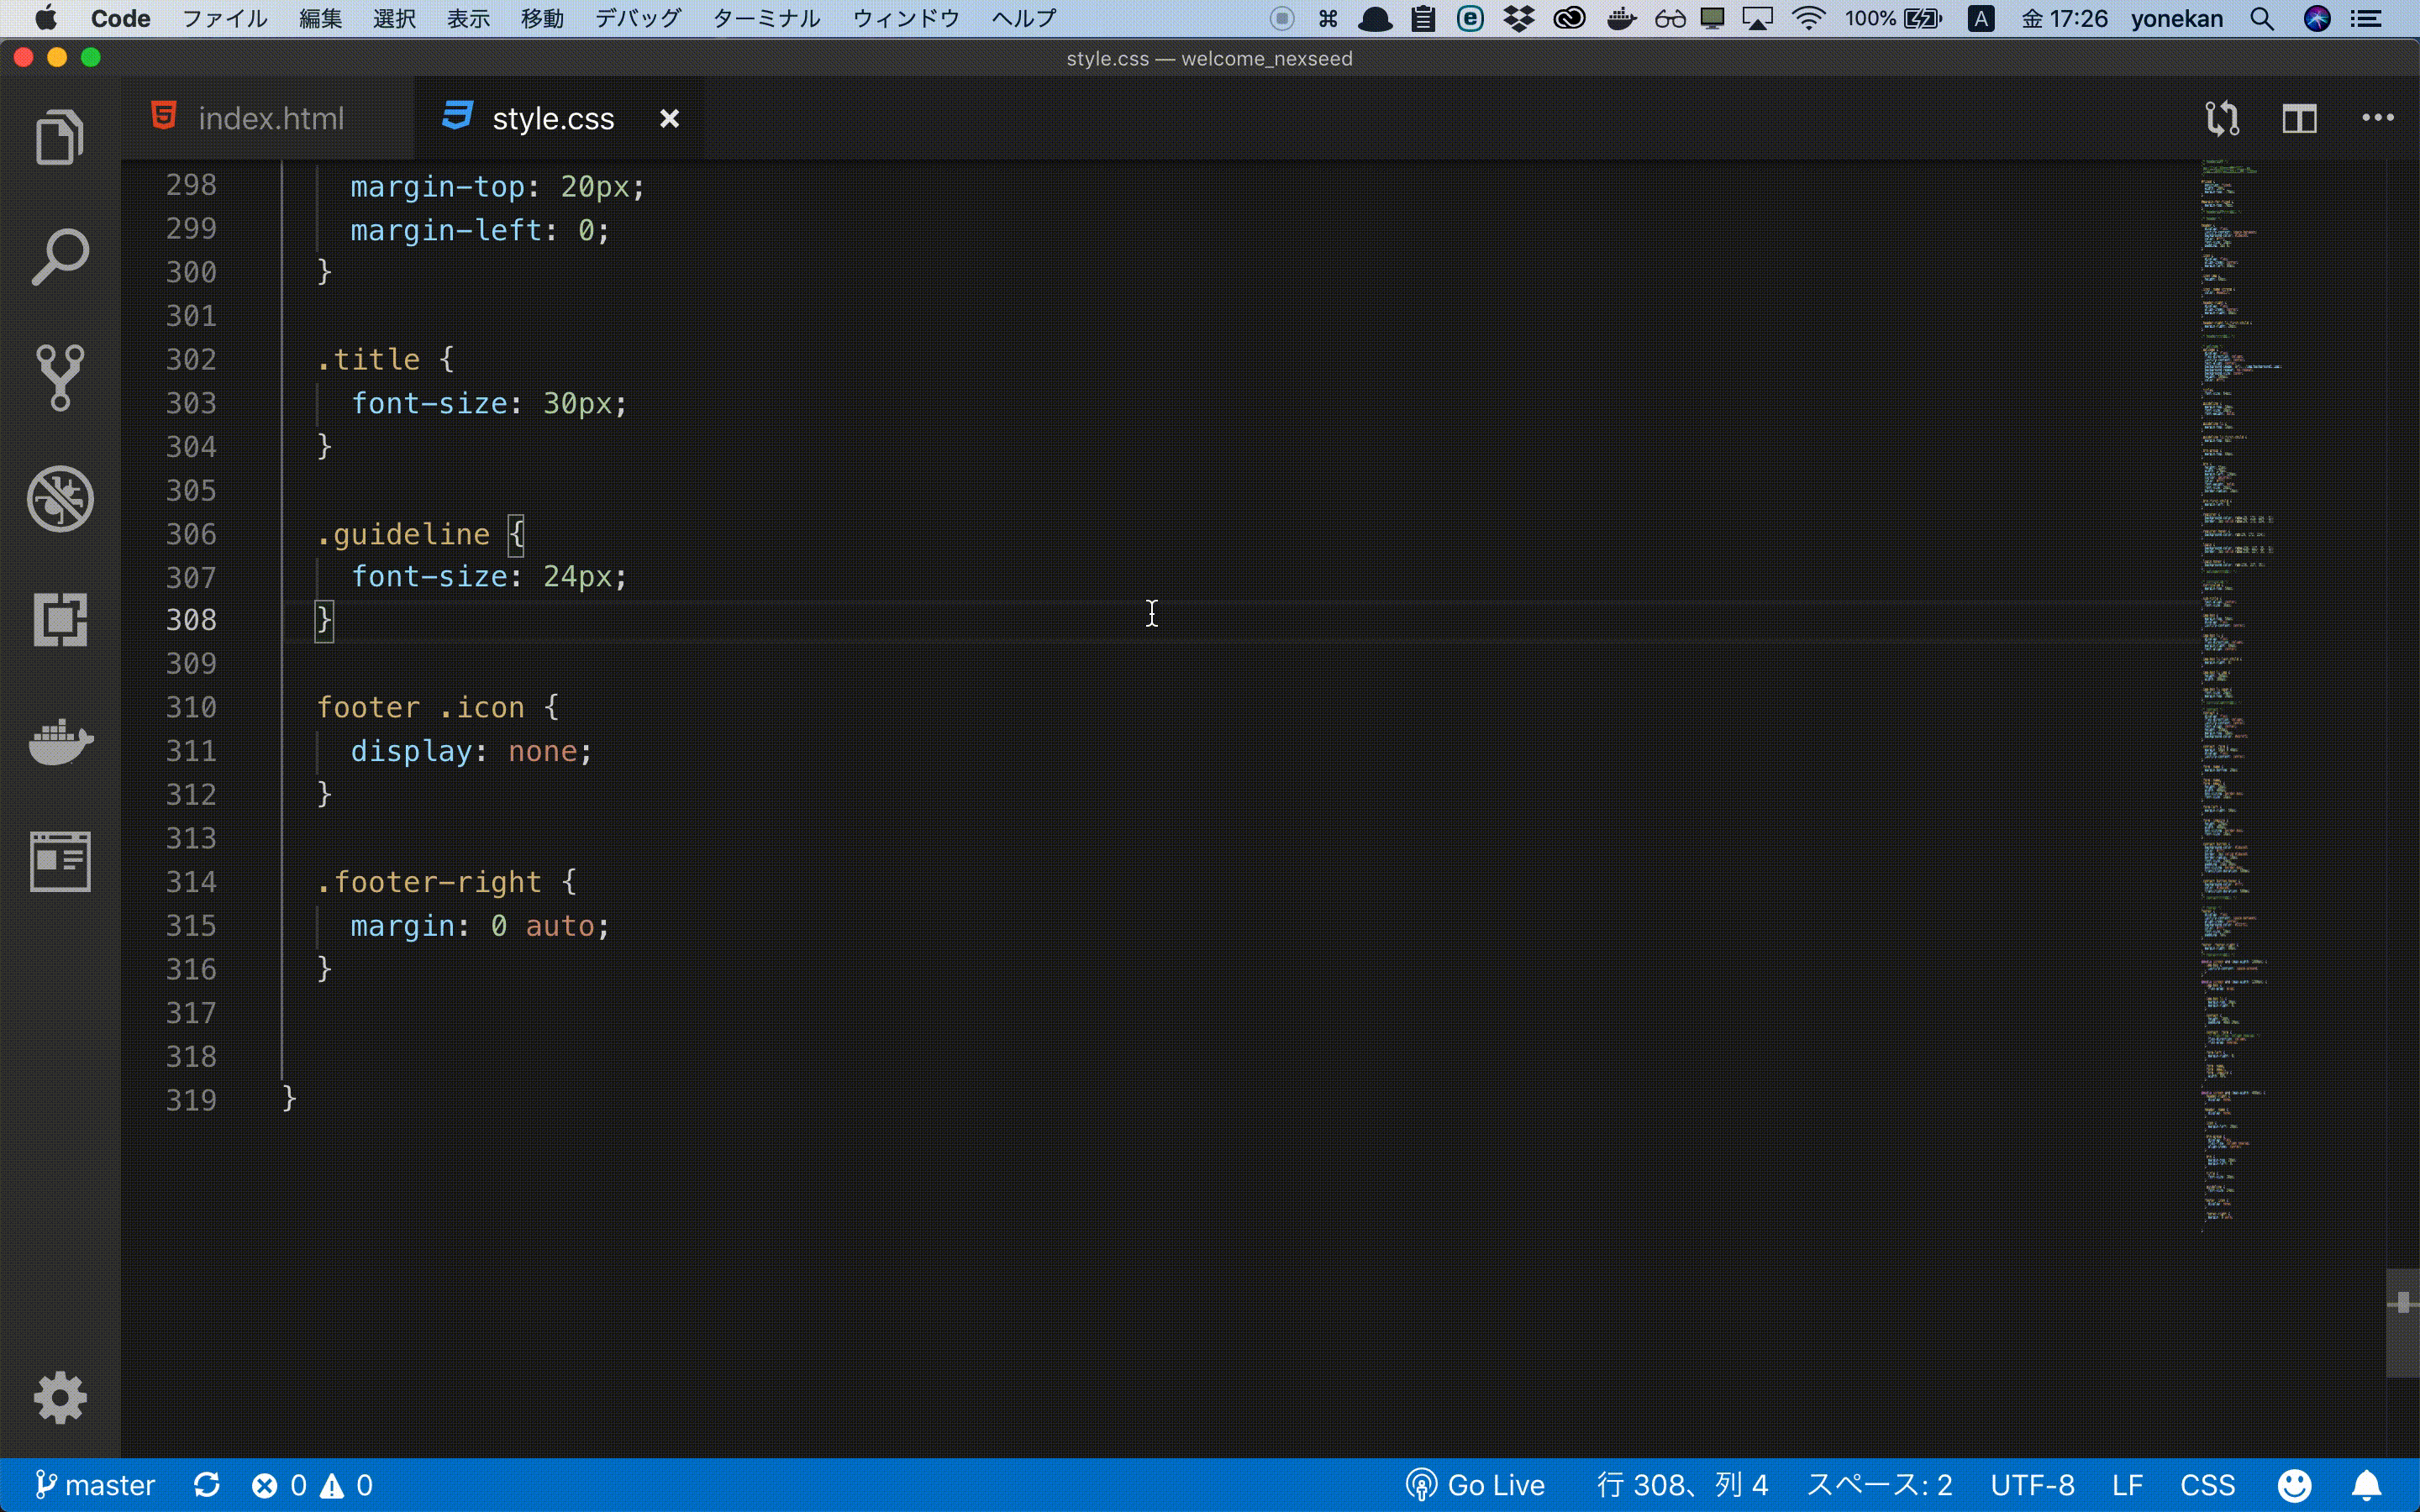 Code ファイル 編集 選択 表示 移動 デバッグ ターミナル ウィンドウ ヘルプ 100% A 金 17:26 yonekan
style.css — welcome_nexseed
index.html style.css
298 margin-top: 20px;
299 margin-left: 0;
300 }
301
302 .title {
303 font-size: 30px;
304 }
305
306 .guideline {
307 font-size: 24px;
308 }
309
310 footer .icon {
311 display: none;
312 }
313
314 .footer-right {
315 margin: 0 auto;
316 }
317
318
319 }
master 0 0 Go Live 行 308、列 4 スペース: 2 UTF-8 LF CSS